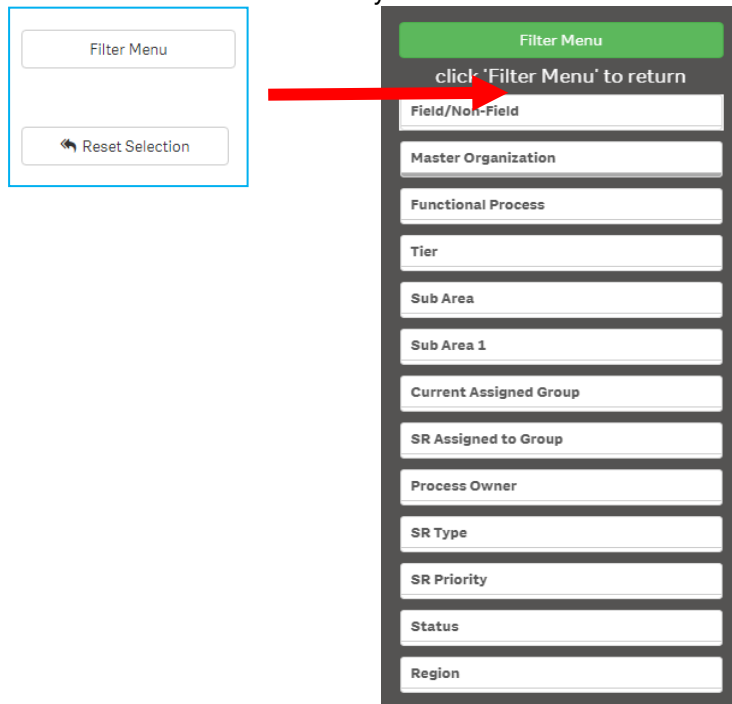 Filter Menu
Reset Selection
Filter Menu
click 'Filter Menu' to return
Field/Non-Field
Master Organization
Functional Process
Tier
Sub Area
Sub Area 1
Current Assigned Group
SR Assigned to Group
Process Owner
SR Type
SR Priority
Status
Region